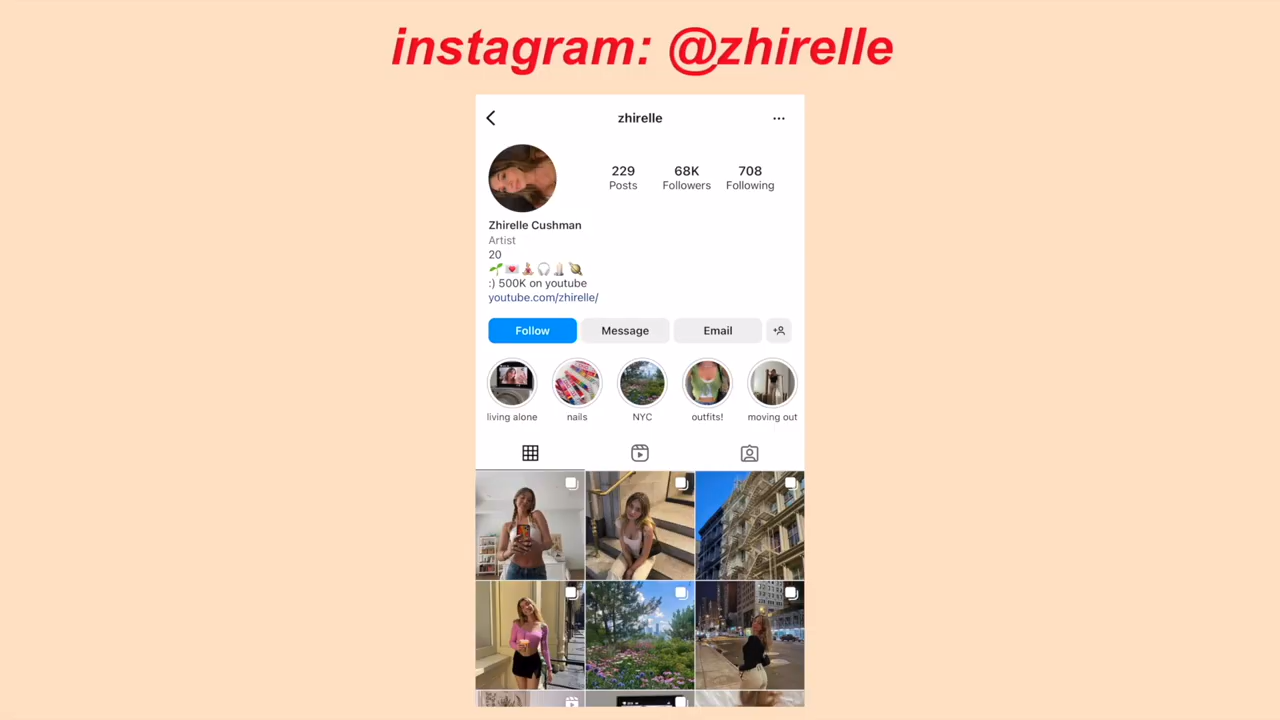 instagram: @zhirelle
zhirelle
229 68K 708
Posts Followers Following
Zhirelle Cushman
Artist
20
:) 500K on youtube
youtube.com/zhirelle/
Follow Message Email
living alone nails NYC outfits! moving out